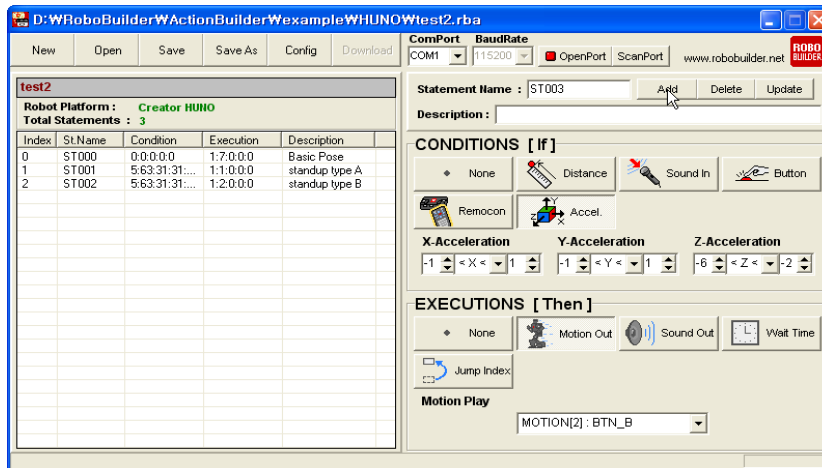 D:₩RoboBuilder₩ActionBuilder₩example₩HUNO₩test2.rba
New Open Save Save As Config Download
ComPort BaudRate
COM1 115200 OpenPort ScanPort www.robobuilder.net ROBO BUILDER
test2
Robot Platform : Creator HUNO
Total Statements : 3
Index St.Name Condition Execution Description
0 ST000 0:0:0:0:0 1:7:0:0:0 Basic Pose
1 ST001 5:63:31:31:... 1:1:0:0:0 standup type A
2 ST002 5:63:31:31:... 1:2:0:0:0 standup type B
Statement Name : ST003 Add Delete Update
Description :
CONDITIONS [ If ]
None Distance Sound In Button
Remocon Y Z X Accel.
X-Acceleration Y-Acceleration Z-Acceleration
-1 < X < 1 -1 < Y < 1 -6 < Z < -2
EXECUTIONS [ Then ]
None Motion Out Sound Out Wait Time
Jump Index
Motion Play
MOTION[2] : BTN_B